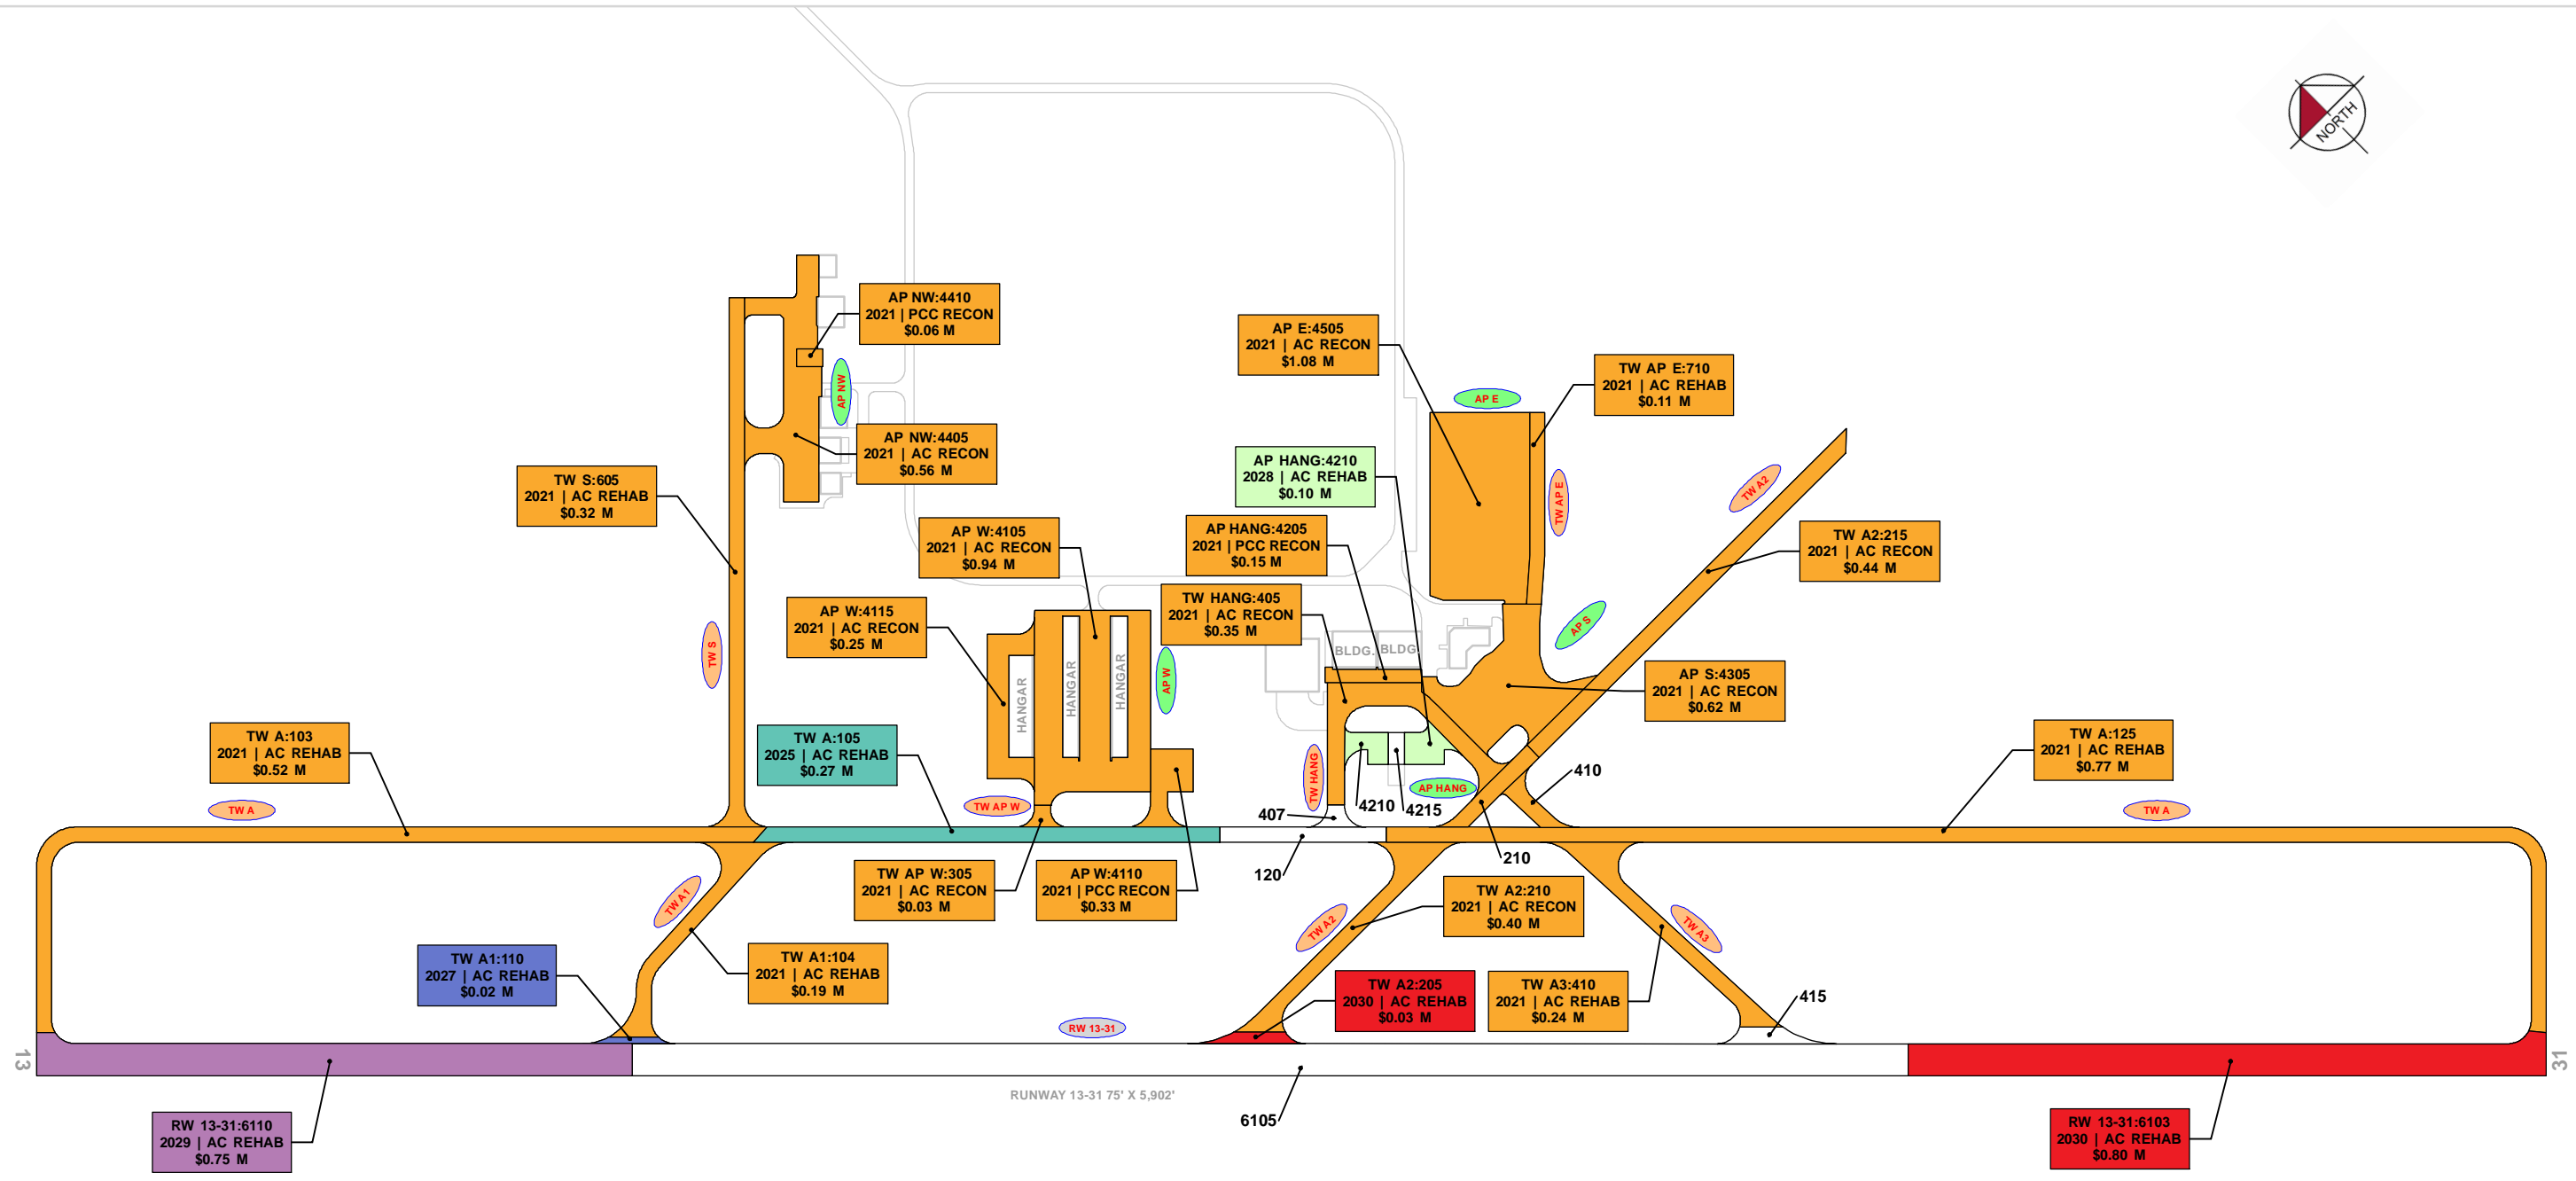 NORTH
AP NW:4410
2021 | PCC RECON
$0.06 M
AP E:4505
2021 | AC RECON
$1.08 M
TW AP E:710
2021 | AC REHAB
$0.11 M
AP NW
AP E
AP NW:4405
2021 | AC RECON
$0.56 M
AP HANG:4210
2028 | AC REHAB
$0.10 M
TW S:605
2021 | AC REHAB
$0.32 M
TW AP E
TW A2
AP W:4105
2021 | AC RECON
$0.94 M
AP HANG:4205
2021 | PCC RECON
$0.15 M
TW A2:215
2021 | AC RECON
$0.44 M
TW HANG:405
2021 | AC RECON
$0.35 M
AP W:4115
2021 | AC RECON
$0.25 M
AP S
TW S
HANGAR
HANGAR
HANGAR
AP W
BLDG.
BLDG.
AP S:4305
2021 | AC RECON
$0.62 M
TW A:103
2021 | AC REHAB
$0.52 M
TW A:105
2025 | AC REHAB
$0.27 M
TW A:125
2021 | AC REHAB
$0.77 M
TW HANG
AP HANG
410
TW A
TW AP W
4210
4215
407
TW A
120
210
TW AP W:305
2021 | AC RECON
$0.03 M
AP W:4110
2021 | PCC RECON
$0.33 M
TW A2:210
2021 | AC RECON
$0.40 M
TW A1
TW A2
TW A3
TW A1:110
2027 | AC REHAB
$0.02 M
TW A1:104
2021 | AC REHAB
$0.19 M
TW A2:205
2030 | AC REHAB
$0.03 M
TW A3:410
2021 | AC REHAB
$0.24 M
415
RW 13-31
13
31
RUNWAY 13-31 75' X 5,902'
6105
RW 13-31:6110
2029 | AC REHAB
$0.75 M
RW 13-31:6103
2030 | AC REHAB
$0.80 M